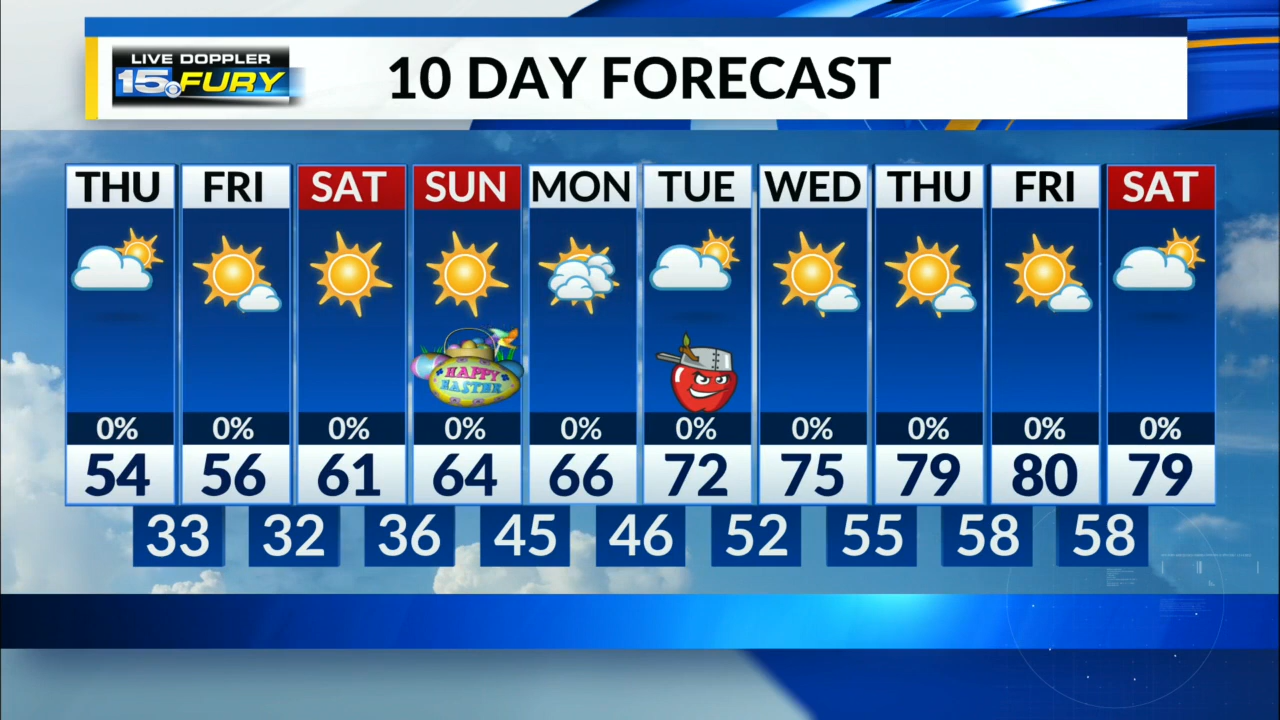 LIVE DOPPLER
15 FURY
10 DAY FORECAST
THU FRI SAT SUN MON TUE WED THU FRI SAT
HAPPY
EASTER
0% 0% 0% 0% 0% 0% 0% 0% 0% 0%
54 56 61 64 66 72 75 79 80 79
33 32 36 45 46 52 55 58 58